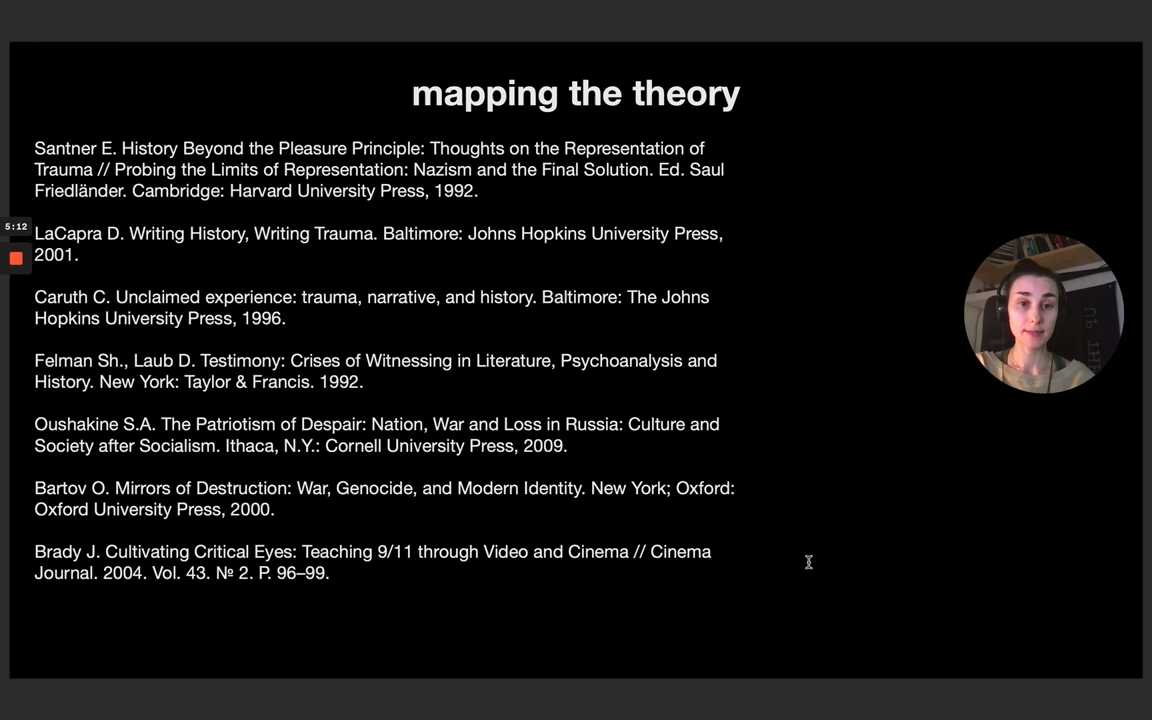 mapping the theory
Santner E. History Beyond the Pleasure Principle: Thoughts on the Representation of
Trauma // Probing the Limits of Representation: Nazism and the Final Solution. Ed. Saul
Friedländer. Cambridge: Harvard University Press, 1992.
5:12
LaCapra D. Writing History, Writing Trauma. Baltimore: Johns Hopkins University Press,
2001.
Caruth C. Unclaimed experience: trauma, narrative, and history. Baltimore: The Johns
Hopkins University Press, 1996.
Felman Sh., Laub D. Testimony: Crises of Witnessing in Literature, Psychoanalysis and
History. New York: Taylor & Francis. 1992.
Oushakine S.A. The Patriotism of Despair: Nation, War and Loss in Russia: Culture and
Society after Socialism. Ithaca, N.Y.: Cornell University Press, 2009.
Bartov O. Mirrors of Destruction: War, Genocide, and Modern Identity. New York; Oxford:
Oxford University Press, 2000.
Brady J. Cultivating Critical Eyes: Teaching 9/11 through Video and Cinema // Cinema
Journal. 2004. Vol. 43. № 2. P. 96–99.